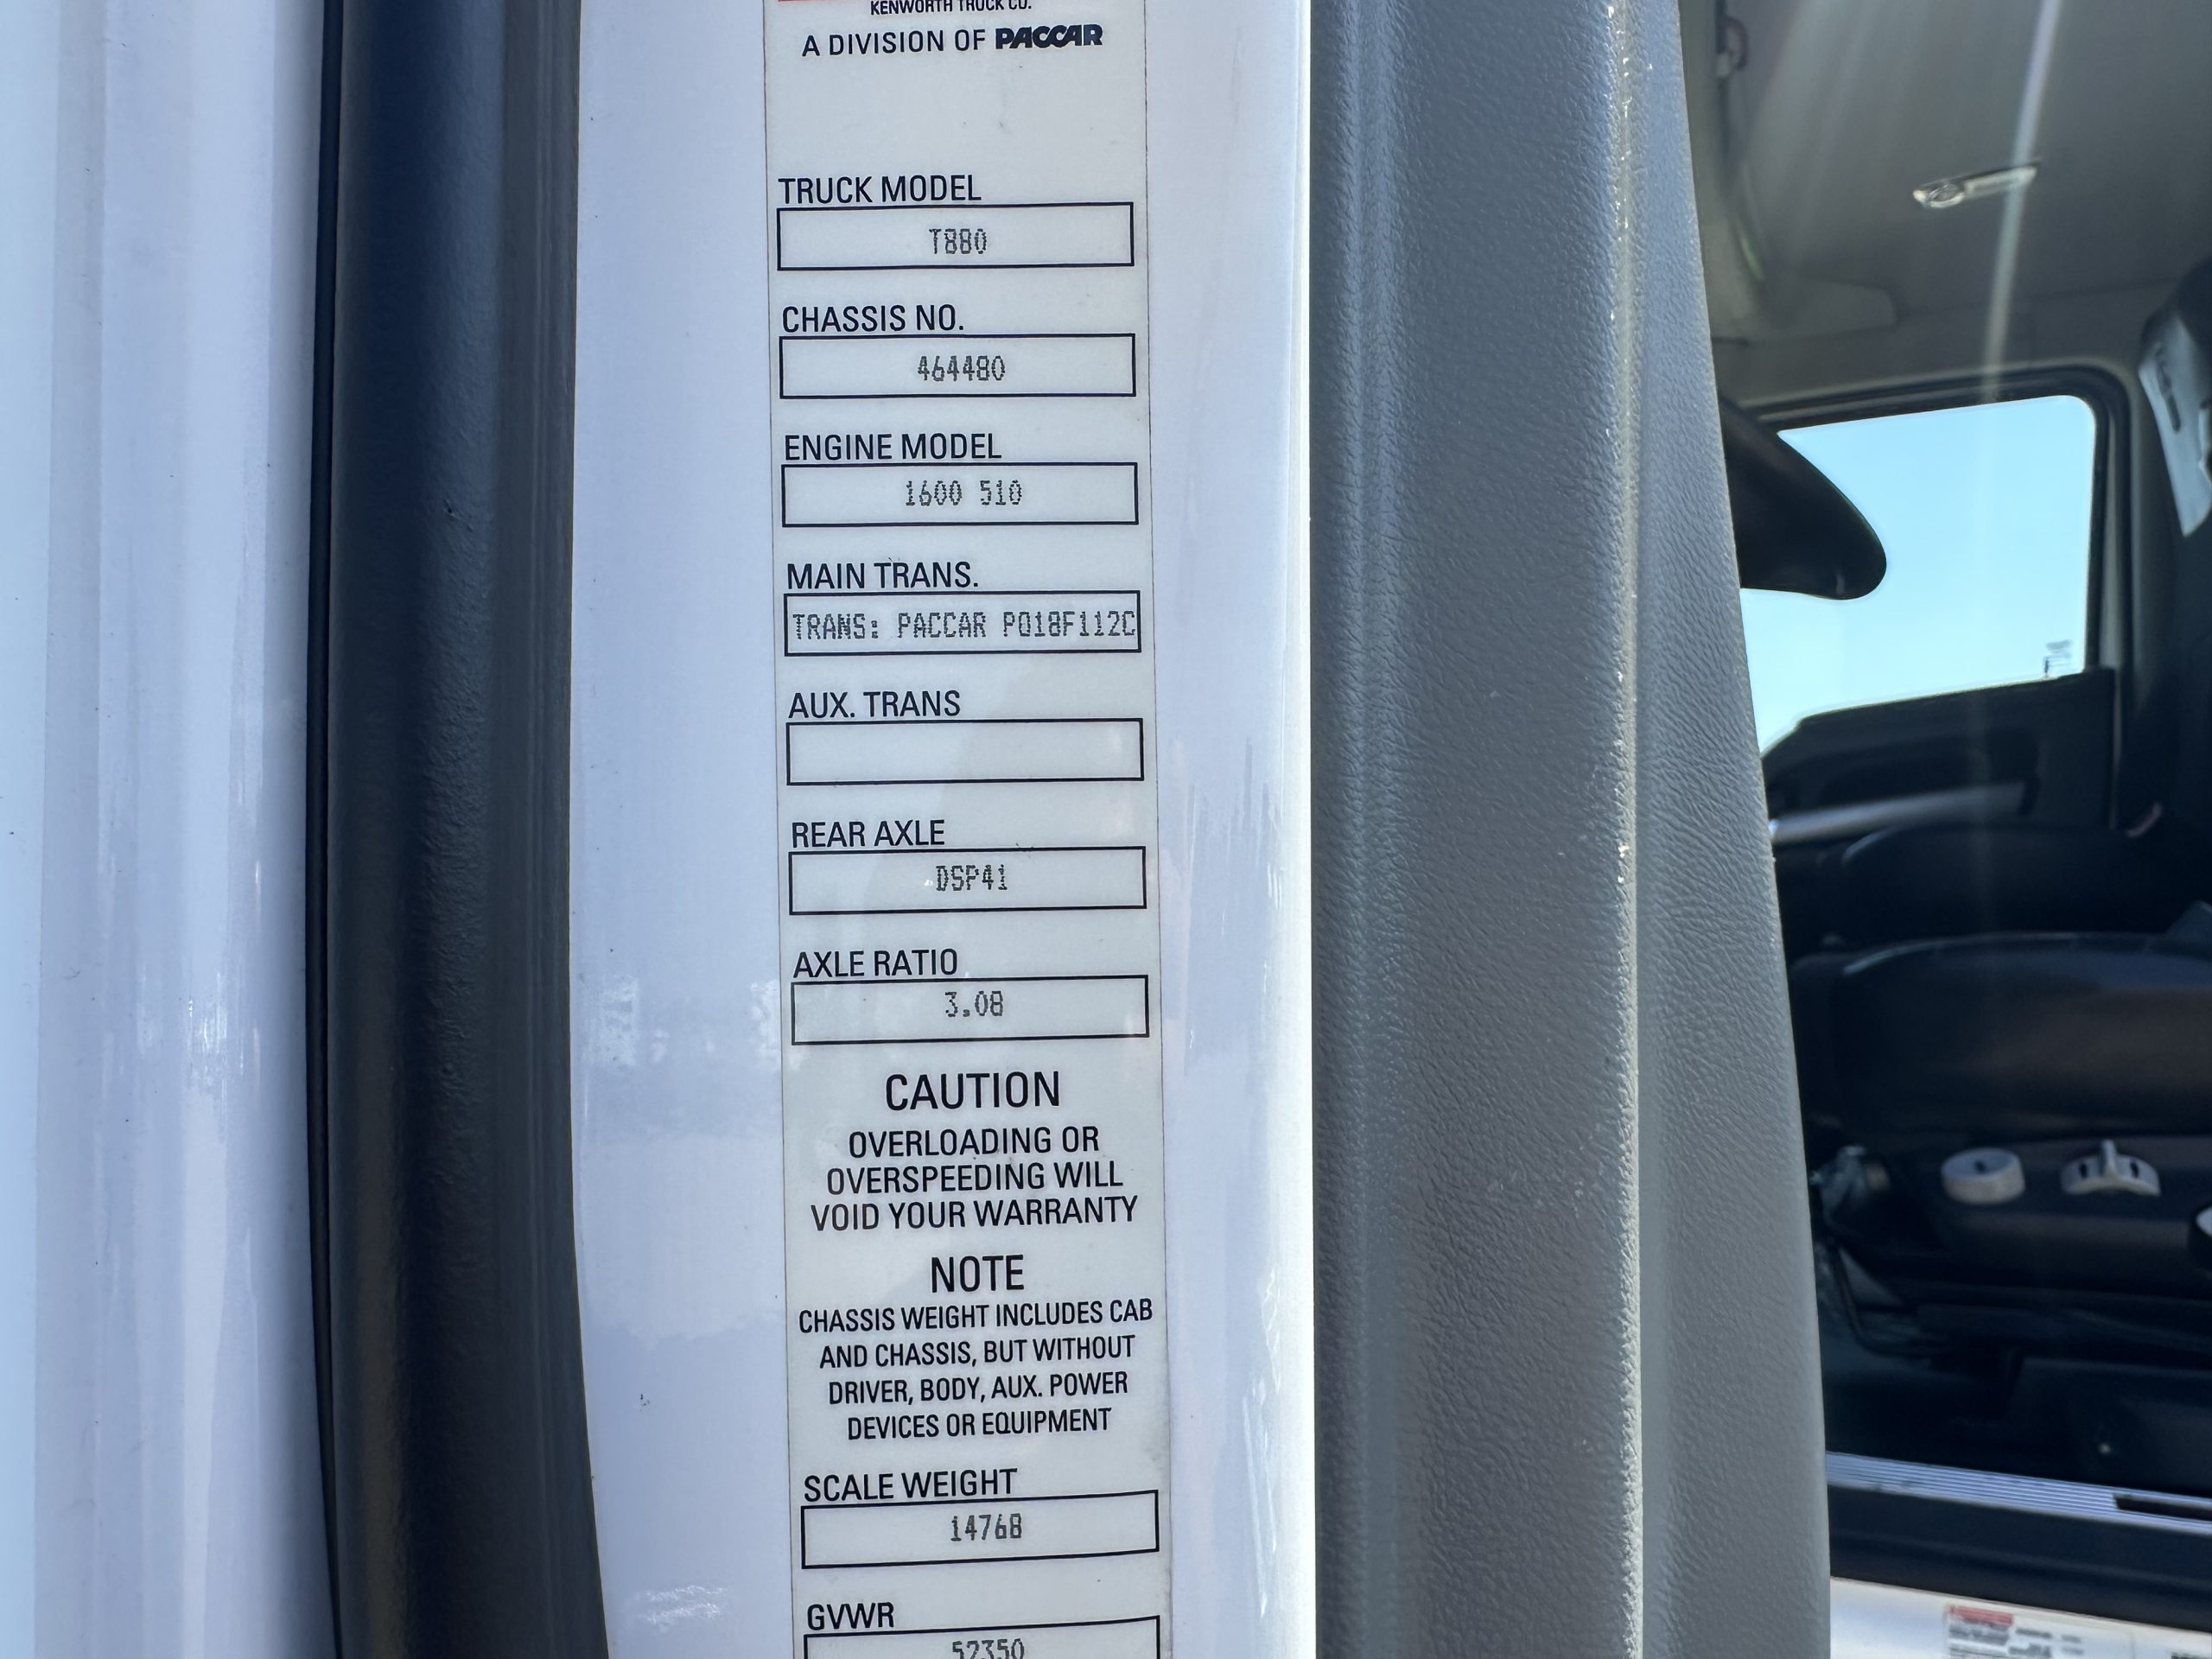 KENWORTH TRUCK CO.
A DIVISION OF PACCAR
TRUCK MODEL
T880
CHASSIS NO.
464480
ENGINE MODEL
1600 510
MAIN TRANS.
TRANS: PACCAR PO18F112C
AUX. TRANS
REAR AXLE
DSP41
AXLE RATIO
3.08
CAUTION
OVERLOADING OR
OVERSPEEDING WILL
VOID YOUR WARRANTY
NOTE
CHASSIS WEIGHT INCLUDES CAB
AND CHASSIS, BUT WITHOUT
DRIVER, BODY, AUX. POWER
DEVICES OR EQUIPMENT
SCALE WEIGHT
14768
GVWR
52350